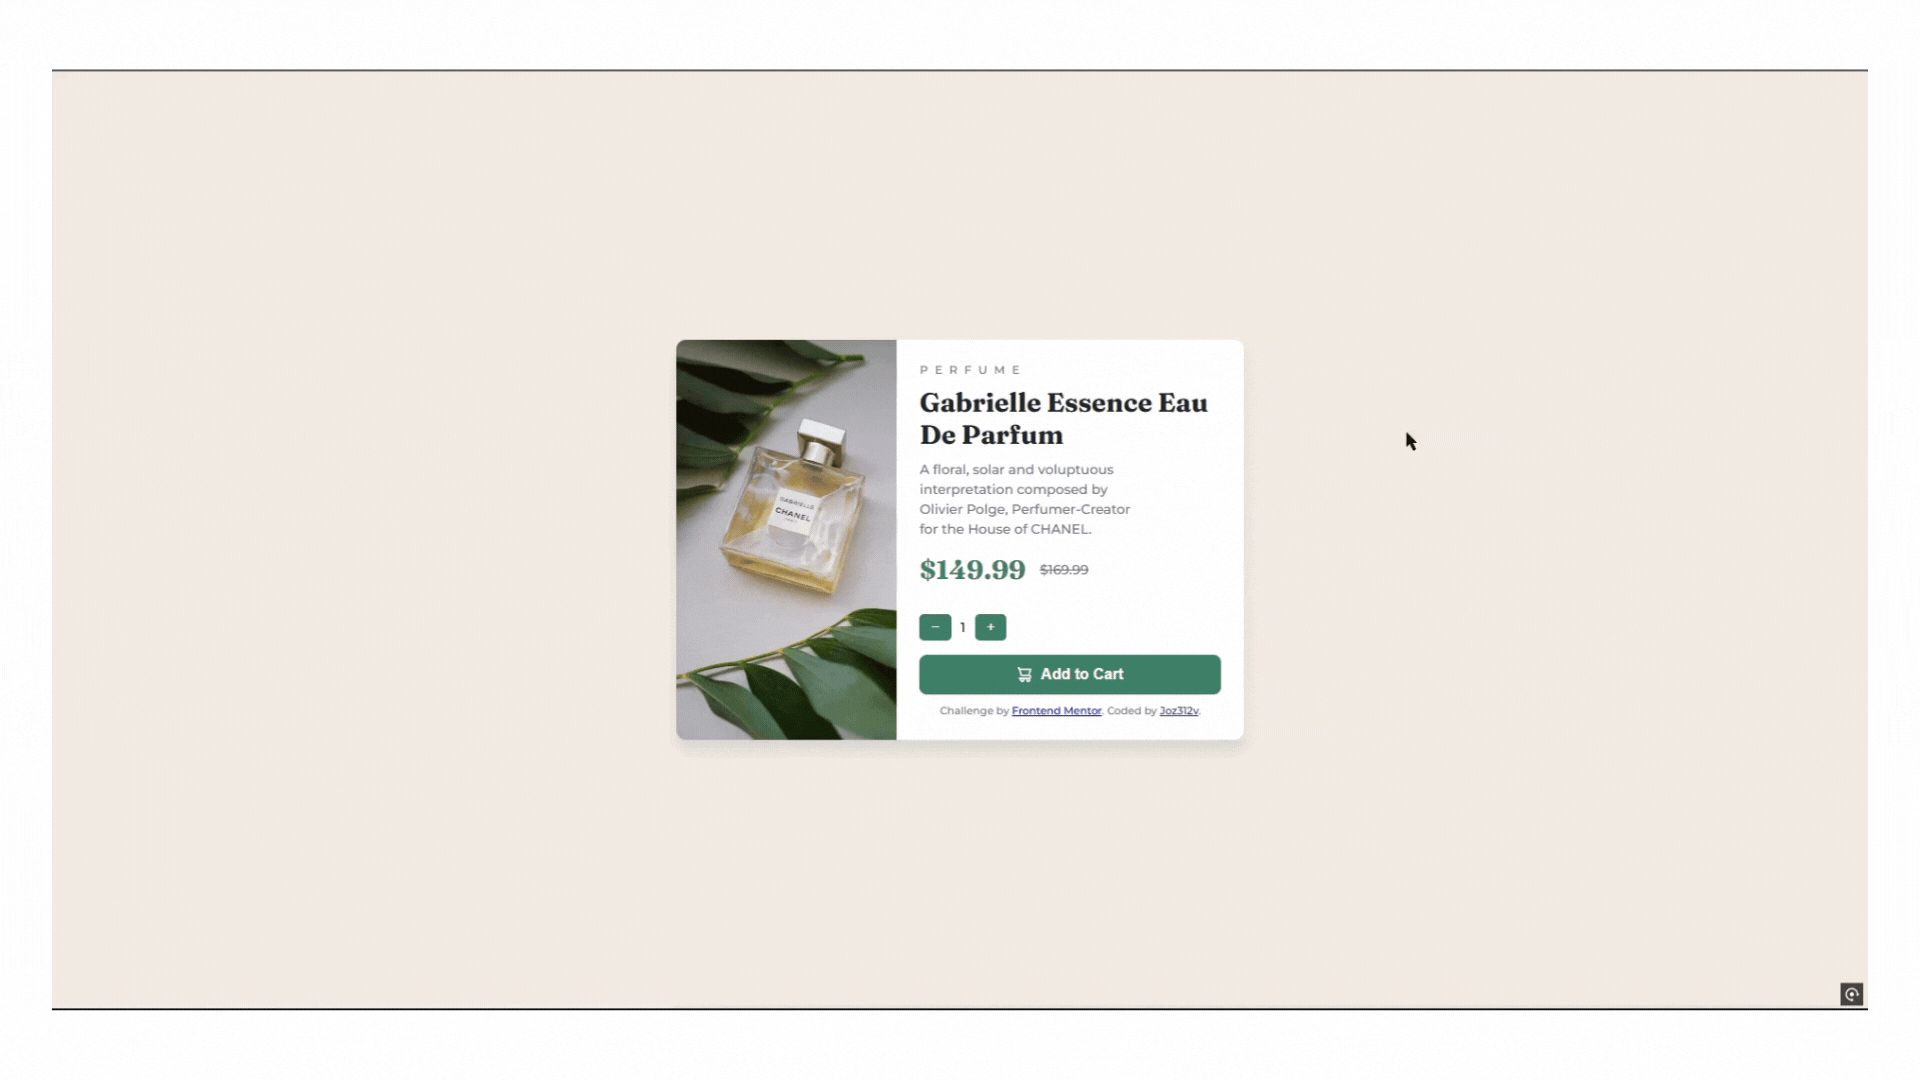 GABRIELLE
CHANEL
PERFUME
Gabrielle Essence Eau
De Parfum
A floral, solar and voluptuous
interpretation composed by
Olivier Polge, Perfumer-Creator
for the House of CHANEL.
$149.99 $169.99
− 1 +
Add to Cart
Challenge by Frontend Mentor. Coded by Joz312v.